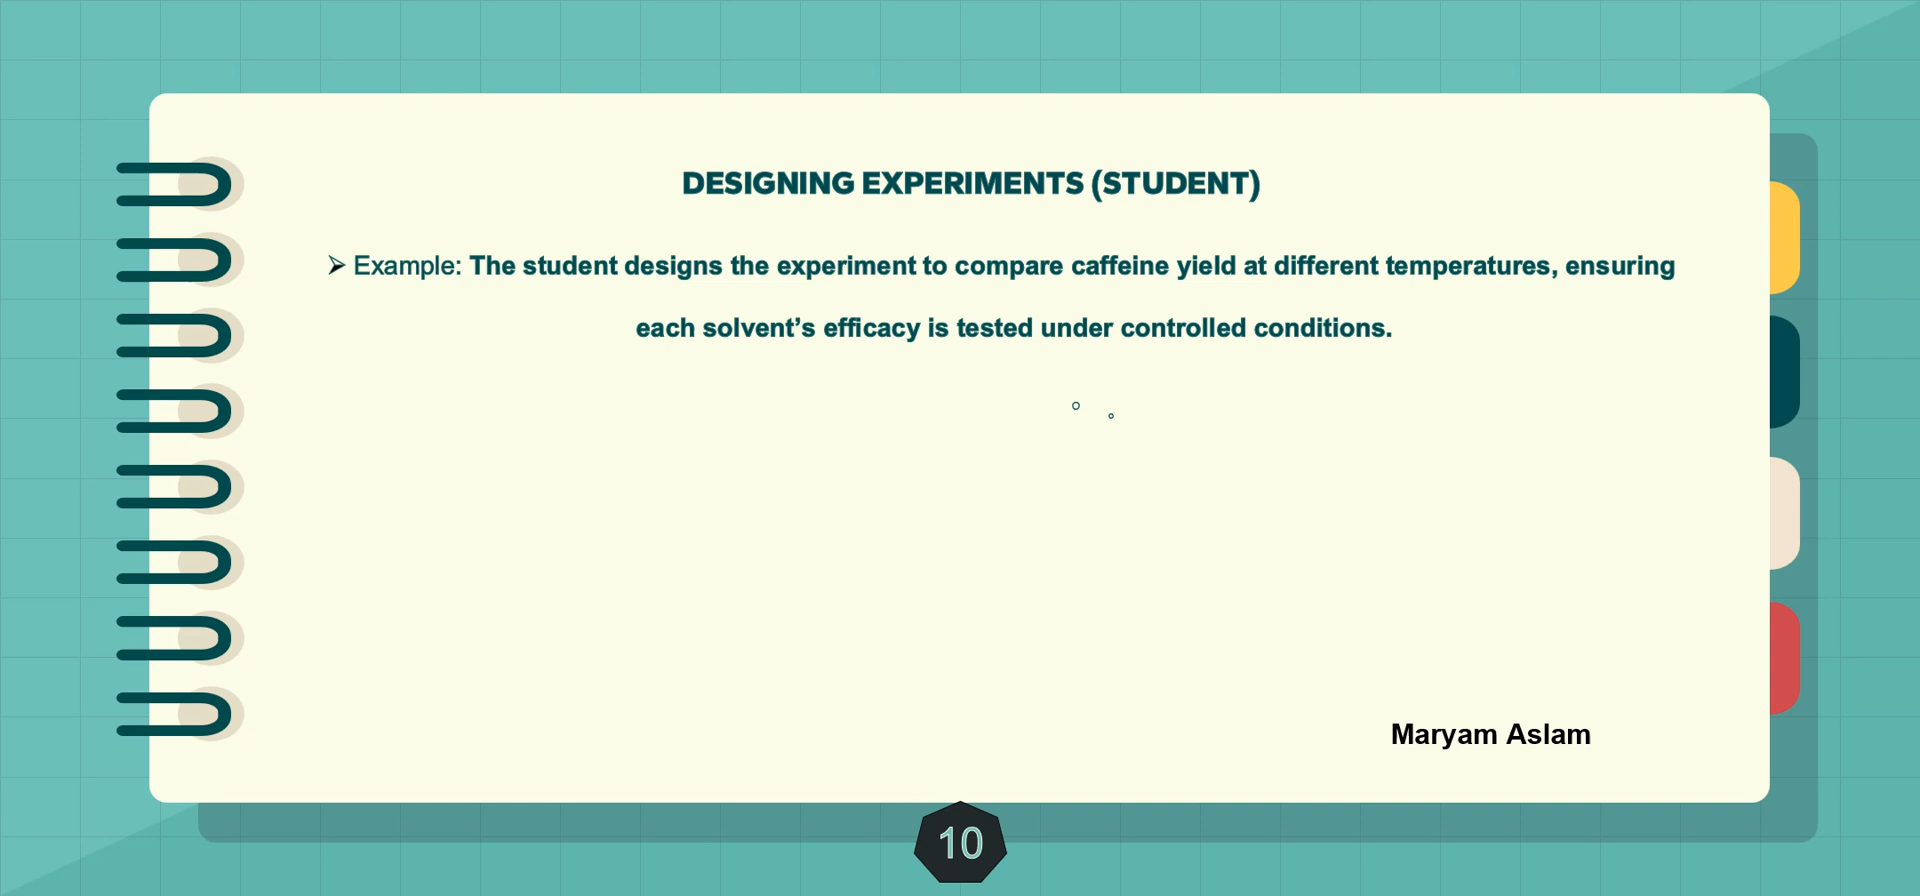 DESIGNING EXPERIMENTS (STUDENT)
➢ Example: The student designs the experiment to compare caffeine yield at different temperatures, ensuring
each solvent’s efficacy is tested under controlled conditions.
Maryam Aslam
10